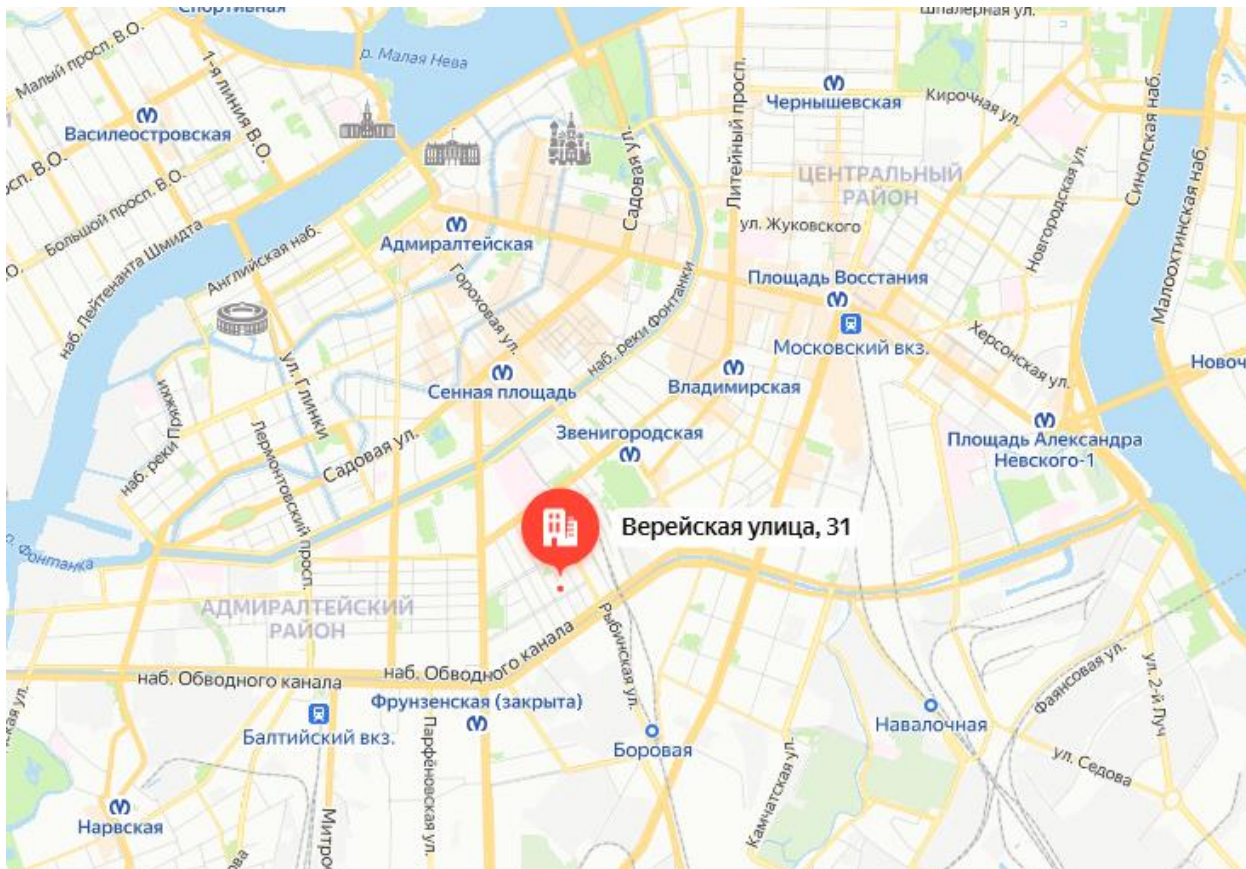 Спортивная
Шпалерная ул.
Малый просп. В.О.
1-я линия В.О.
р. Малая Нева
Чернышевская
Кирочная ул.
Василеостровская
Литейный просп.
Синопская наб.
Малоохтинская наб.
Садовая ул.
ЦЕНТРАЛЬНЫЙ
РАЙОН
Новгородская ул.
Большой просп. В.О.
ул. Жуковского
Адмиралтейская
Английская наб.
наб. Лейтенанта Шмидта
Гороховая ул.
Площадь Восстания
наб. реки Фонтанки
Московский вкз.
Херсонская ул.
Новоч
Сенная площадь
Владимирская
ул. Глинки
наб. реки Пряжки
Лермонтовский просп.
Садовая ул.
Звенигородская
Площадь Александра
Невского-1
Верейская улица, 31
р. Фонтанка
АДМИРАЛТЕЙСКИЙ
РАЙОН
Рыбинская ул.
наб. Обводного канала
наб. Обводного канала
Фаянсовая ул.
ул. 2-й Луч
Фрунзенская (закрыта)
Балтийский вкз.
Парфёновская ул.
Боровая
Навалочная
Камчатская ул.
ул. Седова
Нарвская
Митро